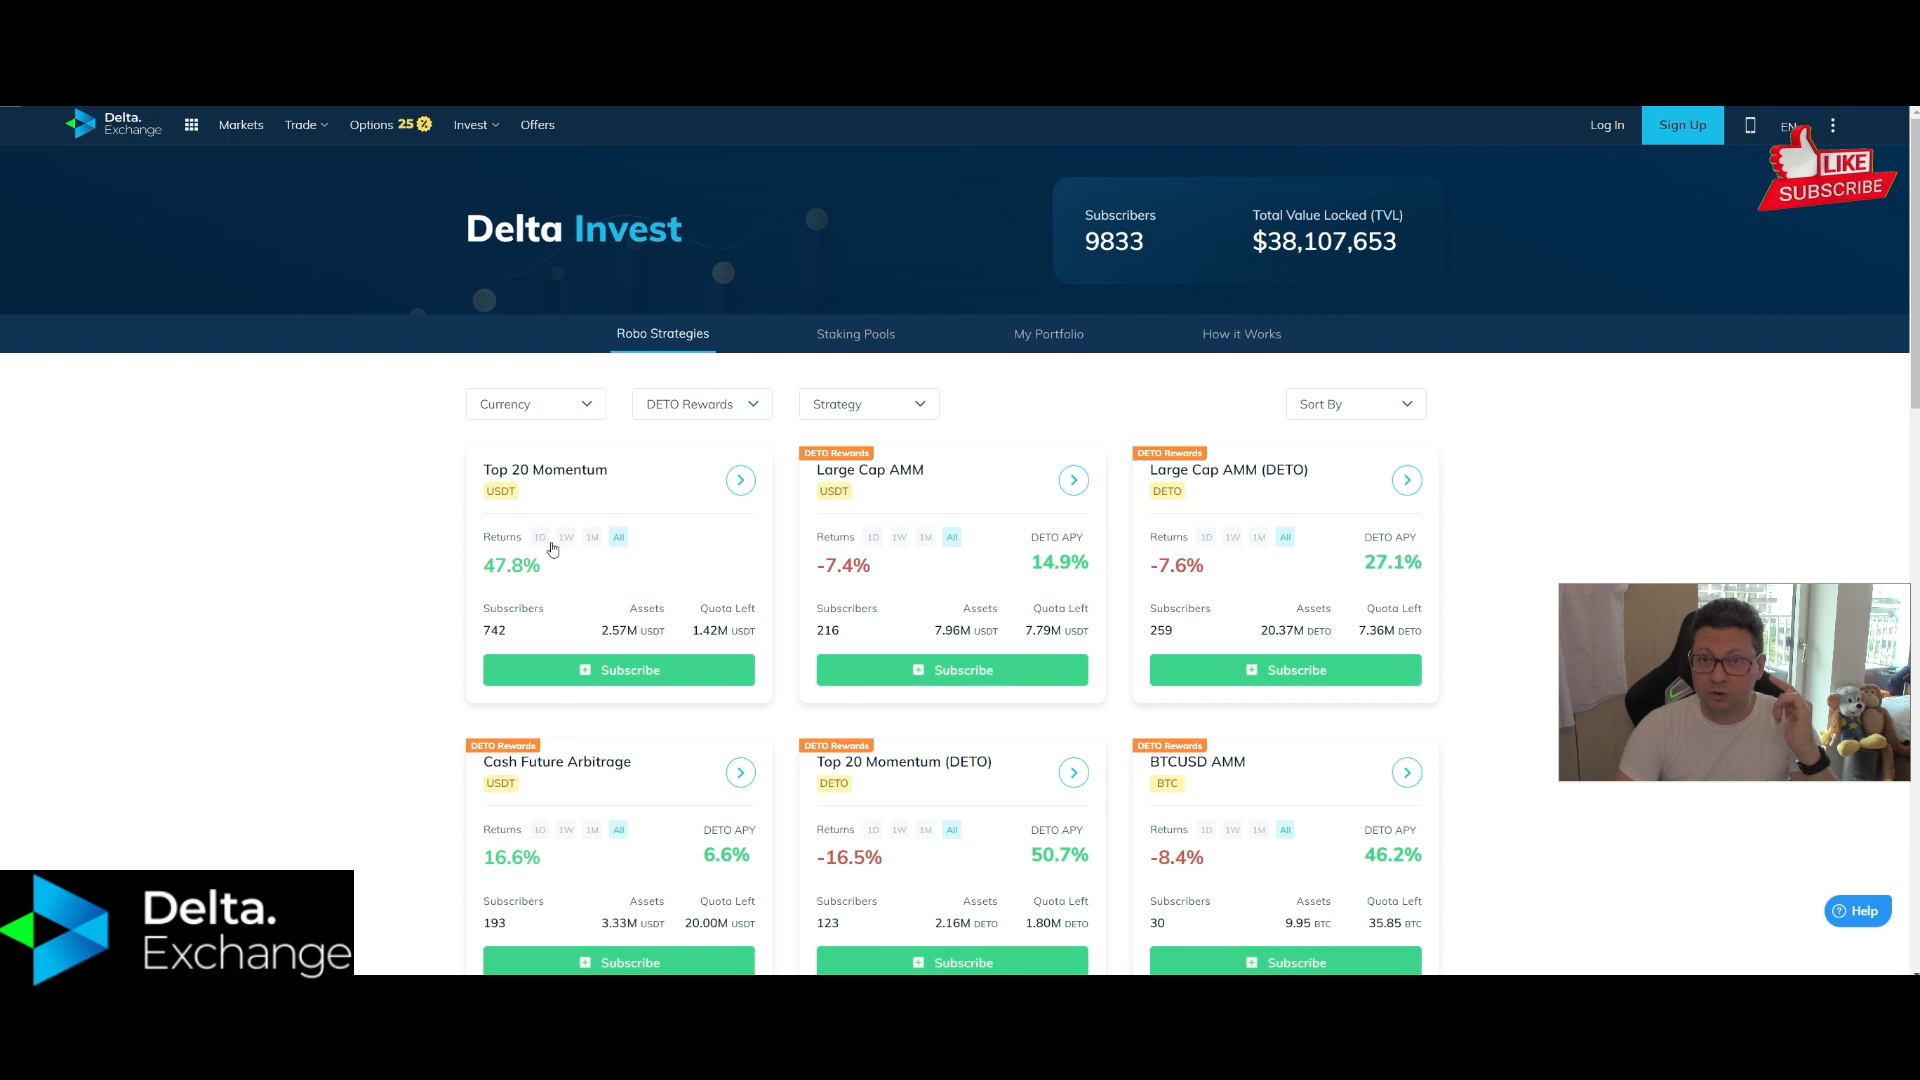 Delta.
Exchange
Markets
Trade
Options 25
Invest
Offers
Log In
Sign Up
EN
LIKE
SUBSCRIBE
Delta Invest
Subscribers
9833
Total Value Locked (TVL)
$38,107,653
Robo Strategies
Staking Pools
My Portfolio
How it Works
Currency
DETO Rewards
Strategy
Sort By
Top 20 Momentum
USDT
Returns 1D 1W 1M All
47.8%
Subscribers Assets Quota Left
742 2.57M USDT 1.42M USDT
Subscribe
DETO Rewards
Large Cap AMM
USDT
Returns 1D 1W 1M All DETO APY
-7.4% 14.9%
Subscribers Assets Quota Left
216 7.96M USDT 7.79M USDT
Subscribe
DETO Rewards
Large Cap AMM (DETO)
DETO
Returns 1D 1W 1M All DETO APY
-7.6% 27.1%
Subscribers Assets Quota Left
259 20.37M DETO 7.36M DETO
Subscribe
DETO Rewards
Cash Future Arbitrage
USDT
Returns 1D 1W 1M All DETO APY
16.6% 6.6%
Subscribers Assets Quota Left
193 3.33M USDT 20.00M USDT
Subscribe
DETO Rewards
Top 20 Momentum (DETO)
DETO
Returns 1D 1W 1M All DETO APY
-16.5% 50.7%
Subscribers Assets Quota Left
123 2.16M DETO 1.80M DETO
Subscribe
DETO Rewards
BTCUSD AMM
BTC
Returns 1D 1W 1M All DETO APY
-8.4% 46.2%
Subscribers Assets Quota Left
30 9.95 BTC 35.85 BTC
Subscribe
Help
Delta.
Exchange